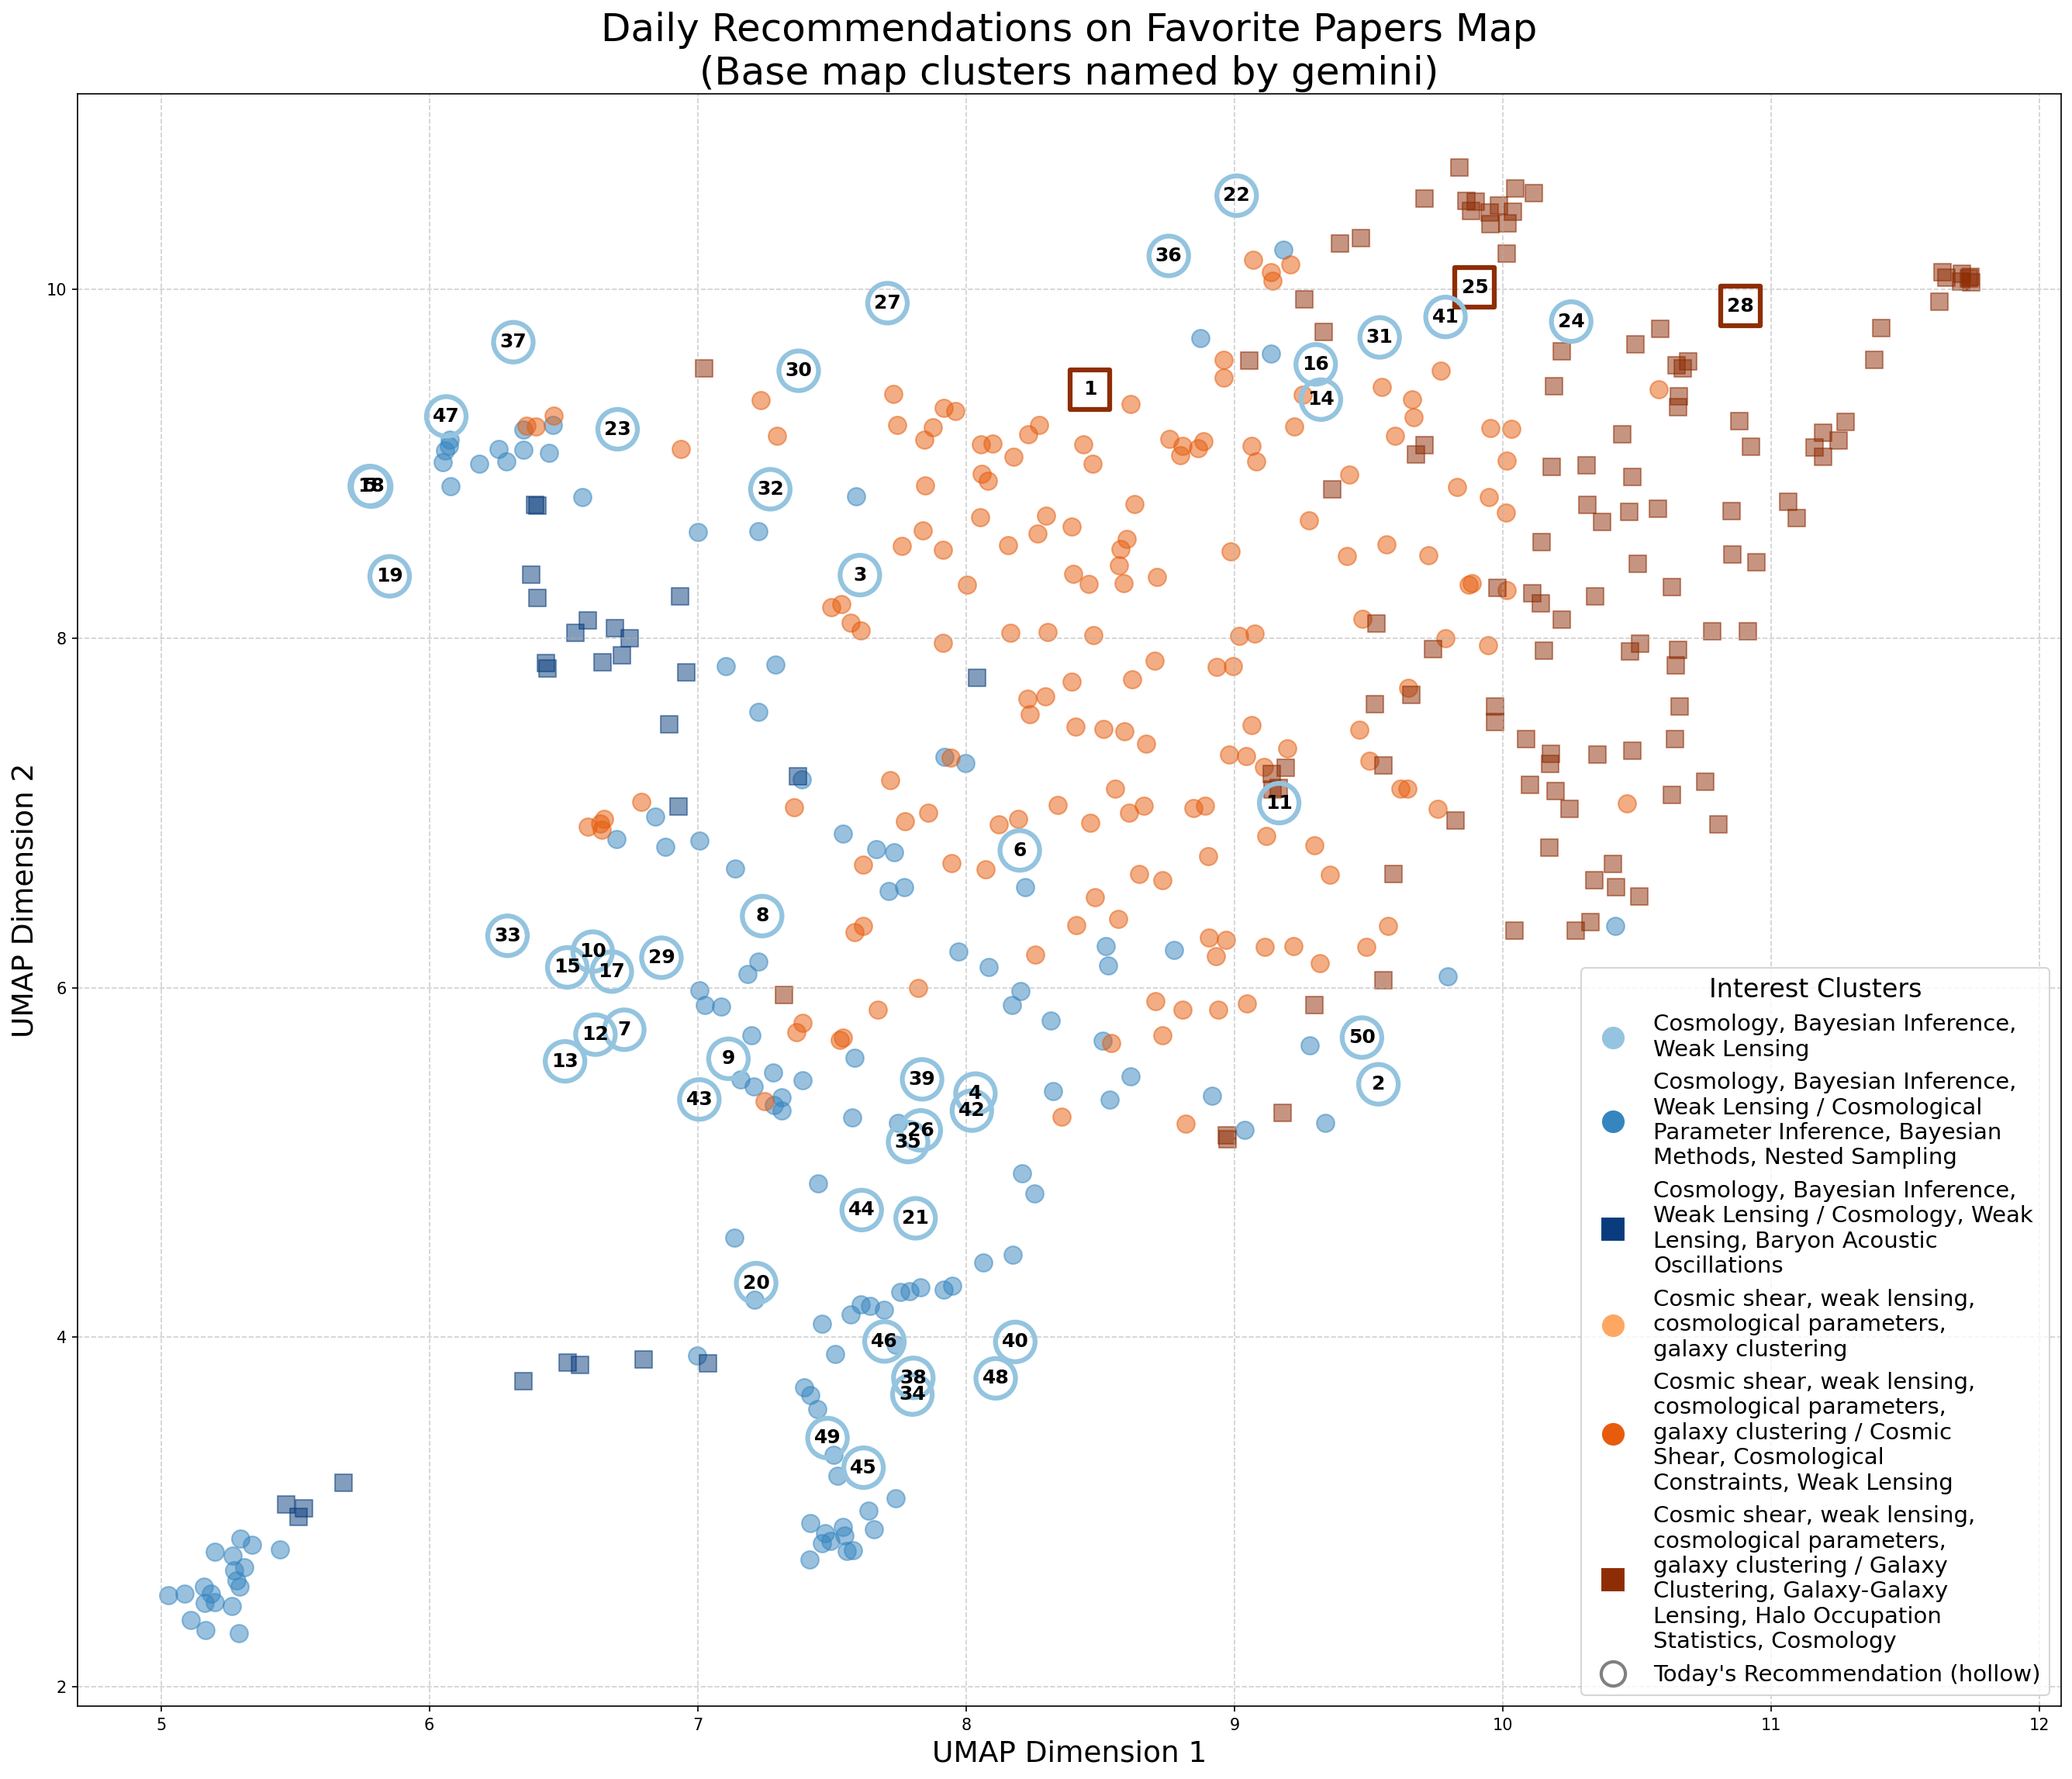 Daily Recommendations on Favorite Papers Map
(Base map clusters named by gemini)
UMAP Dimension 2
10
8
6
4
2
22
36
27
25
28
41
24
37
31
30
16
1
14
47
23
32
19
3
11
6
8
33
10
15
17
29
12
7
13
9
50
39
2
4
43
42
26
35
44
21
20
46
40
38
48
34
49
45
5
6
7
8
9
10
11
12
UMAP Dimension 1
Interest Clusters
Cosmology, Bayesian Inference,
Weak Lensing
Cosmology, Bayesian Inference,
Weak Lensing / Cosmological
Parameter Inference, Bayesian
Methods, Nested Sampling
Cosmology, Bayesian Inference,
Weak Lensing / Cosmology, Weak
Lensing, Baryon Acoustic
Oscillations
Cosmic shear, weak lensing,
cosmological parameters,
galaxy clustering
Cosmic shear, weak lensing,
cosmological parameters,
galaxy clustering / Cosmic
Shear, Cosmological
Constraints, Weak Lensing
Cosmic shear, weak lensing,
cosmological parameters,
galaxy clustering / Galaxy
Clustering, Galaxy-Galaxy
Lensing, Halo Occupation
Statistics, Cosmology
Today's Recommendation (hollow)